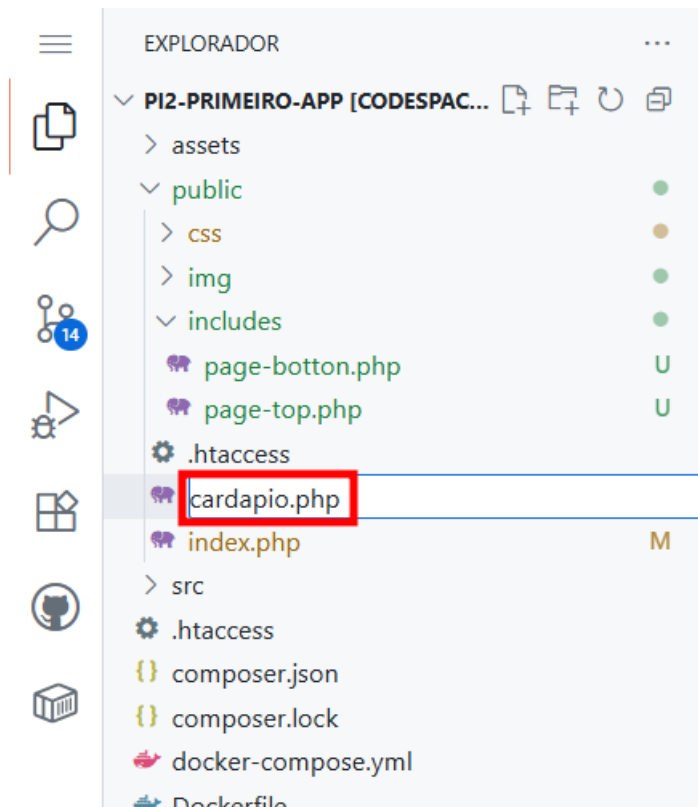 EXPLORADOR
PI2-PRIMEIRO-APP [CODESPAC...
assets
public
css
img
includes
14
page-botton.php U
page-top.php U
.htaccess
cardapio.php
index.php M
src
.htaccess
composer.json
composer.lock
docker-compose.yml
Dockerfile